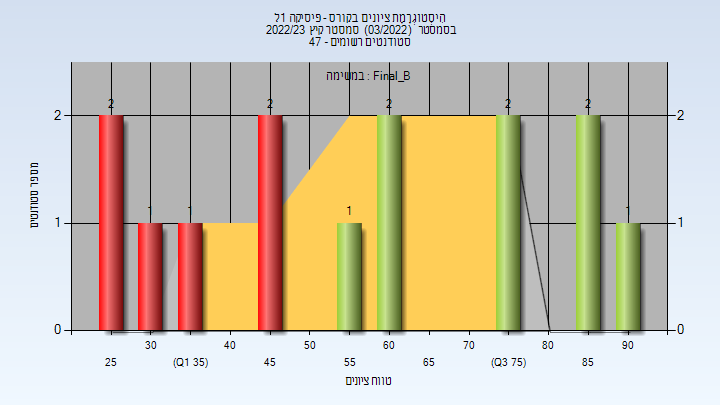 היסטוגרמת ציונים בקורס - פיסיקה 1ל
בסמסטר (03/2022) סמסטר קיץ 2022/23
סטודנטים רשומים - 47
במשימה : Final_B
2 2 2 2 2
1 1 1 1 1
מספר סטודנטים
2 1 0
2 1 0
30 40 50 60 70 80 90
25 (Q1 35) 45 55 65 (Q3 75) 85
טווח ציונים